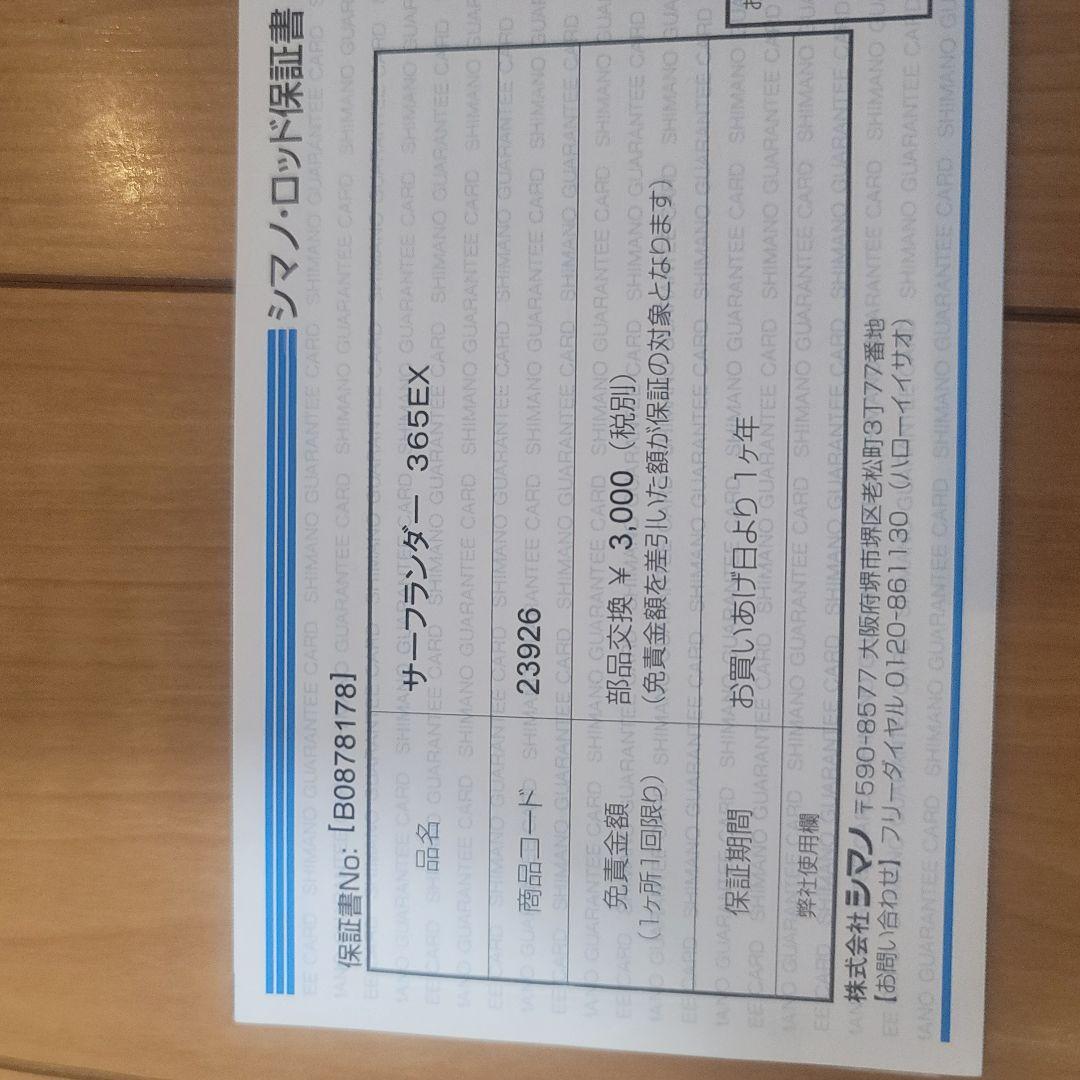 シマノ・ロッド保証書
保証書No: [B0878178]
品名 サーフランダー 365EX
商品コード 23926
免責金額 部品交換 ¥ 3,000 (税別)
(1ヶ所1回限り) (免責金額を差引いた額が保証の対象となります)
保証期間 お買いあげ日より 1ヶ年
弊社使用欄
株式会社シマノ 〒590-8577 大阪府堺市堺区老松町3丁77番地
【お問い合わせ】フリーダイヤル 0120-861130 (ハローイイサオ)
SHIMANO GUARANTEE CARD